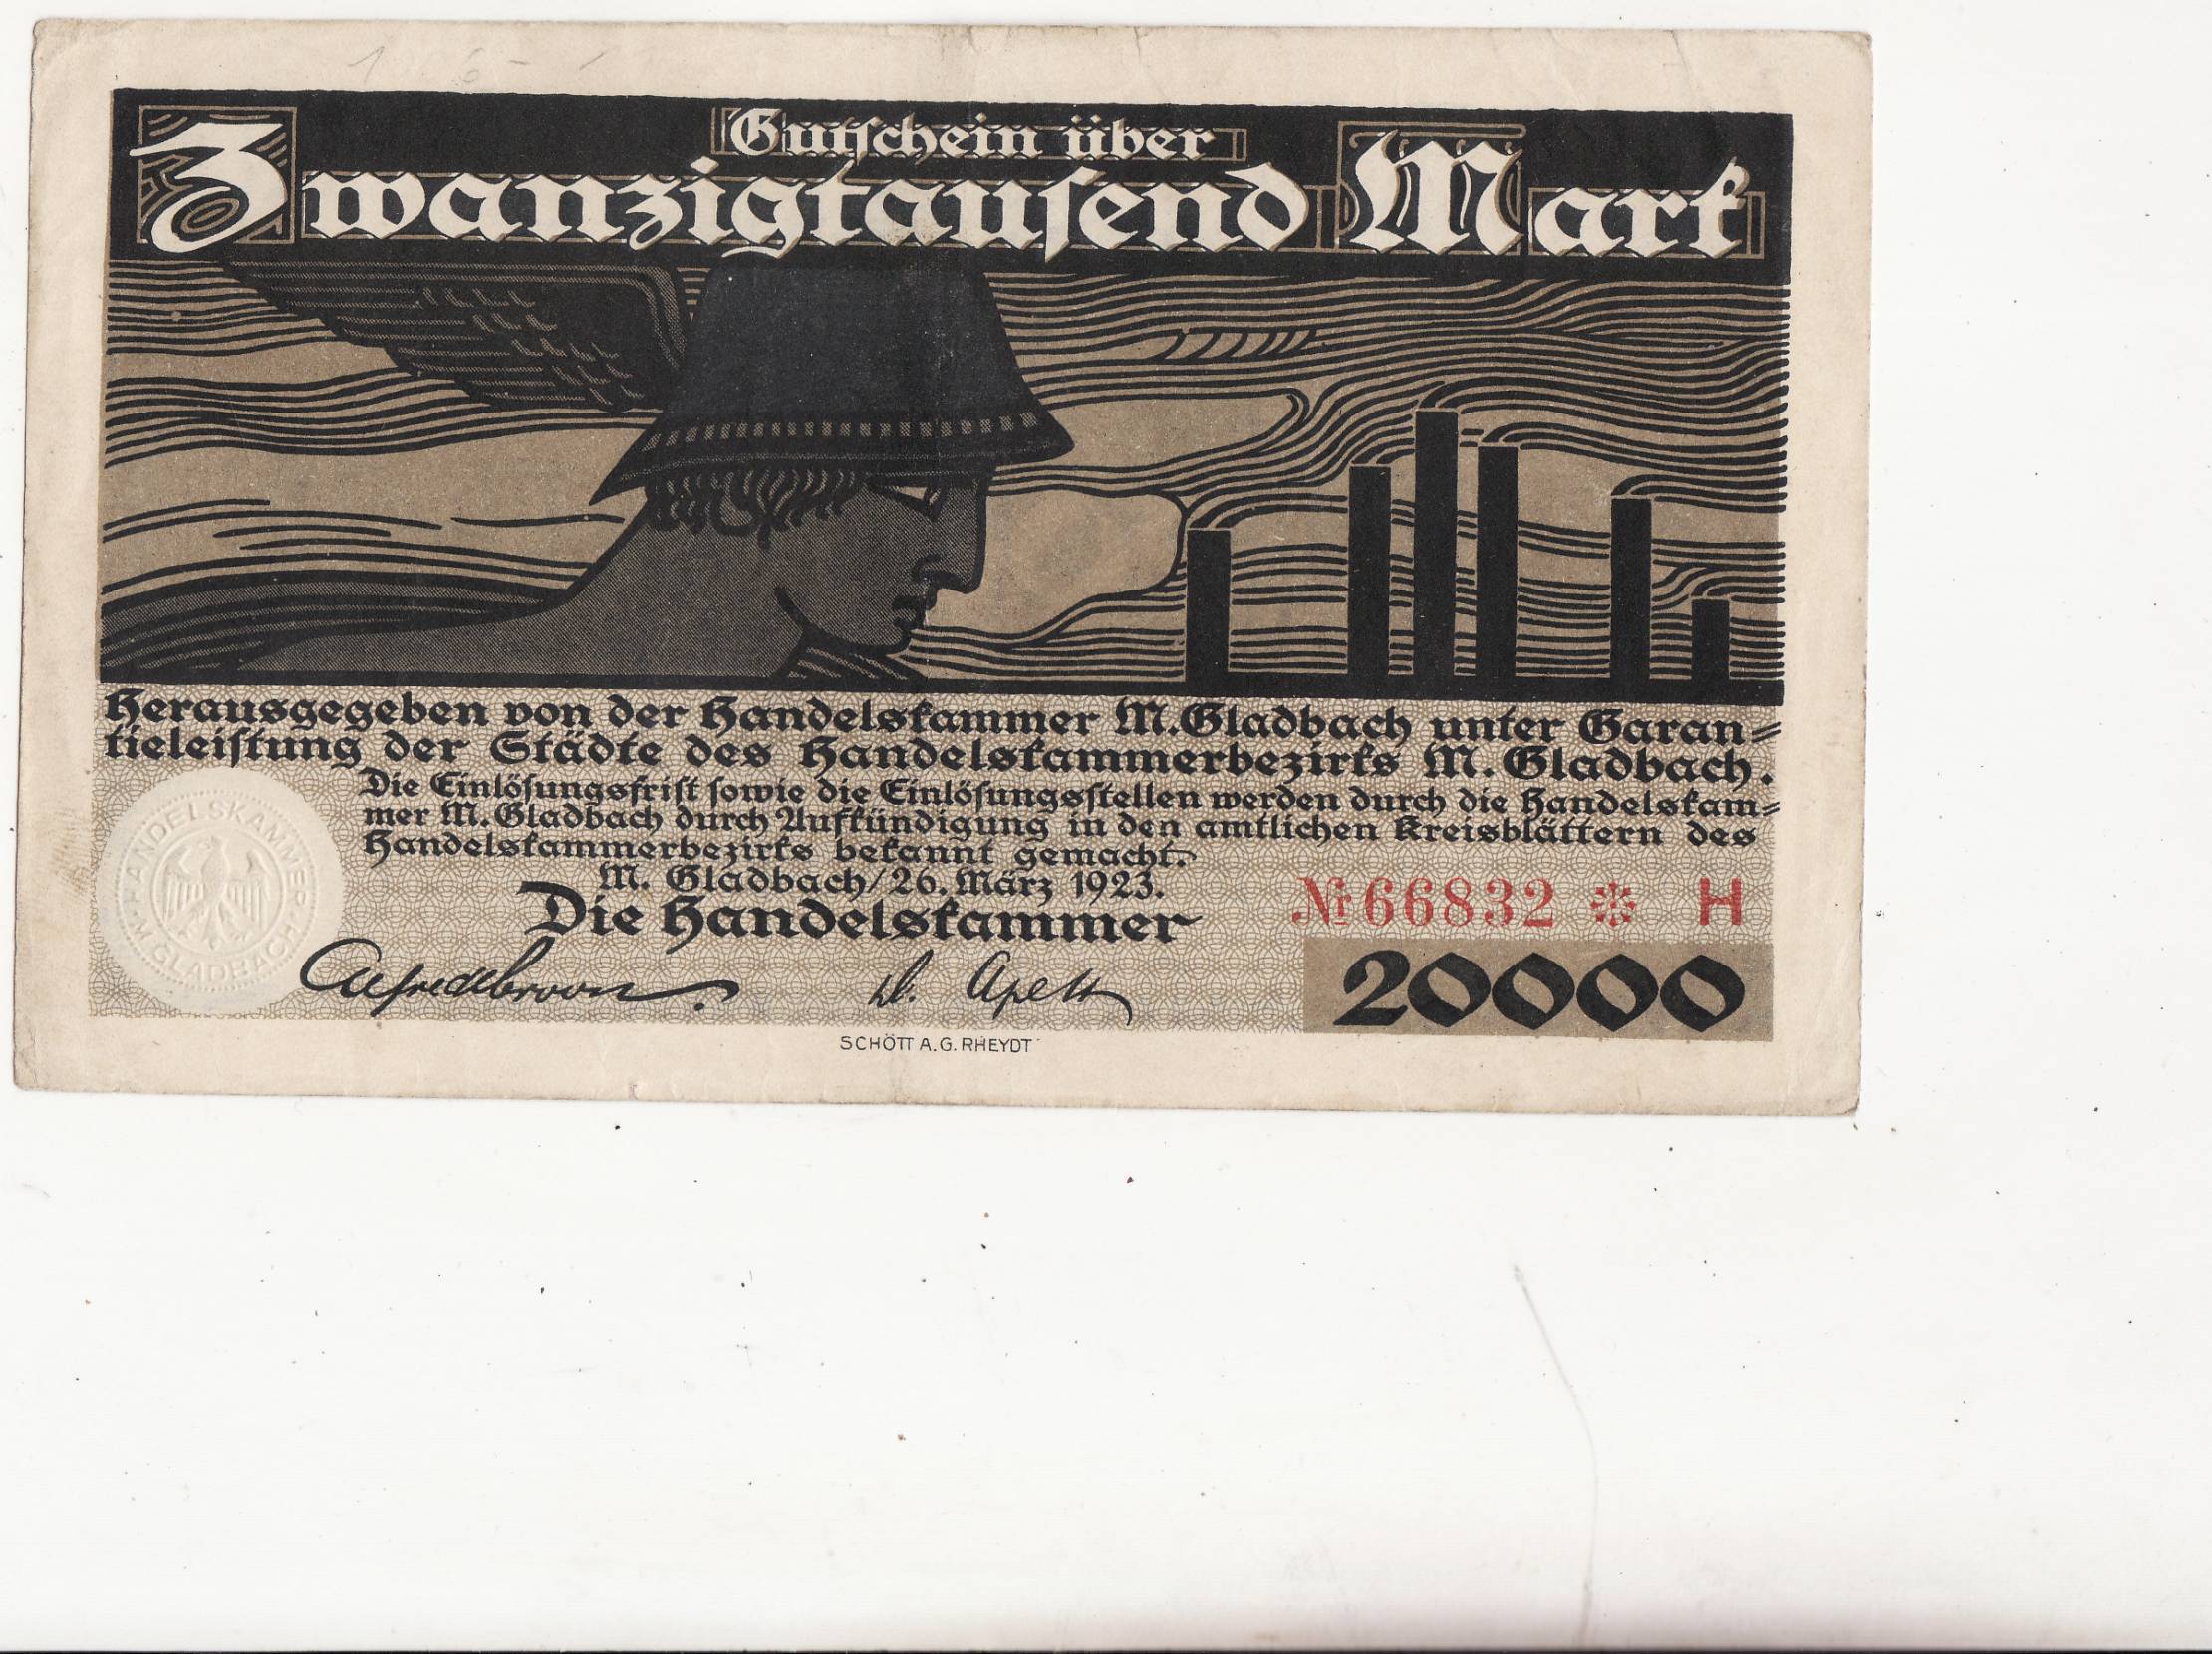 Gutschein über
Zwanzigtausend Mark
Herausgegeben von der Handelskammer M.Gladbach unter Garan=
tieleistung der Städte des Handelskammerbezirks M.Gladbach.
Die Einlösungsfrist sowie die Einlösungsstellen werden durch die Handelskam=
mer M.Gladbach durch Aufkündigung in den amtlichen Kreisblättern des
Handelskammerbezirks bekannt gemacht.
M. Gladbach/26. März 1923.
Die Handelskammer
HANDELSKAMMER
M. GLADBACH
№ 66832 * H
20000
SCHÖTT A.G. RHEYDT